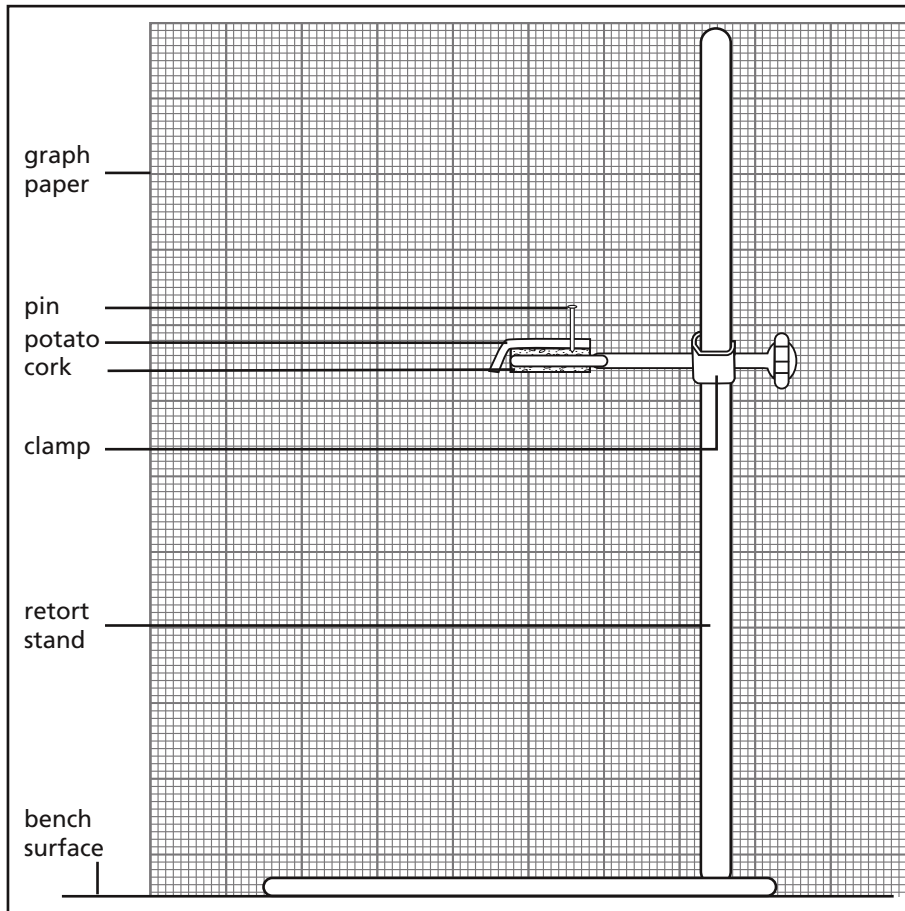 graph
paper
pin
potato
cork
clamp
retort
stand
bench
surface